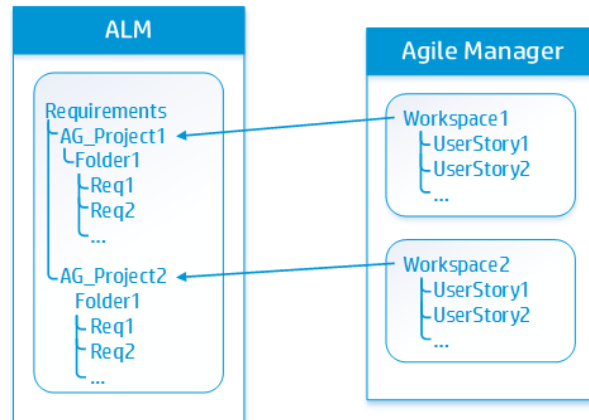 ALM
Requirements
AG_Project1
Folder1
Req1
Req2
...
AG_Project2
Folder1
Req1
Req2
...
Agile Manager
Workspace1
UserStory1
UserStory2
...
Workspace2
UserStory1
UserStory2
...